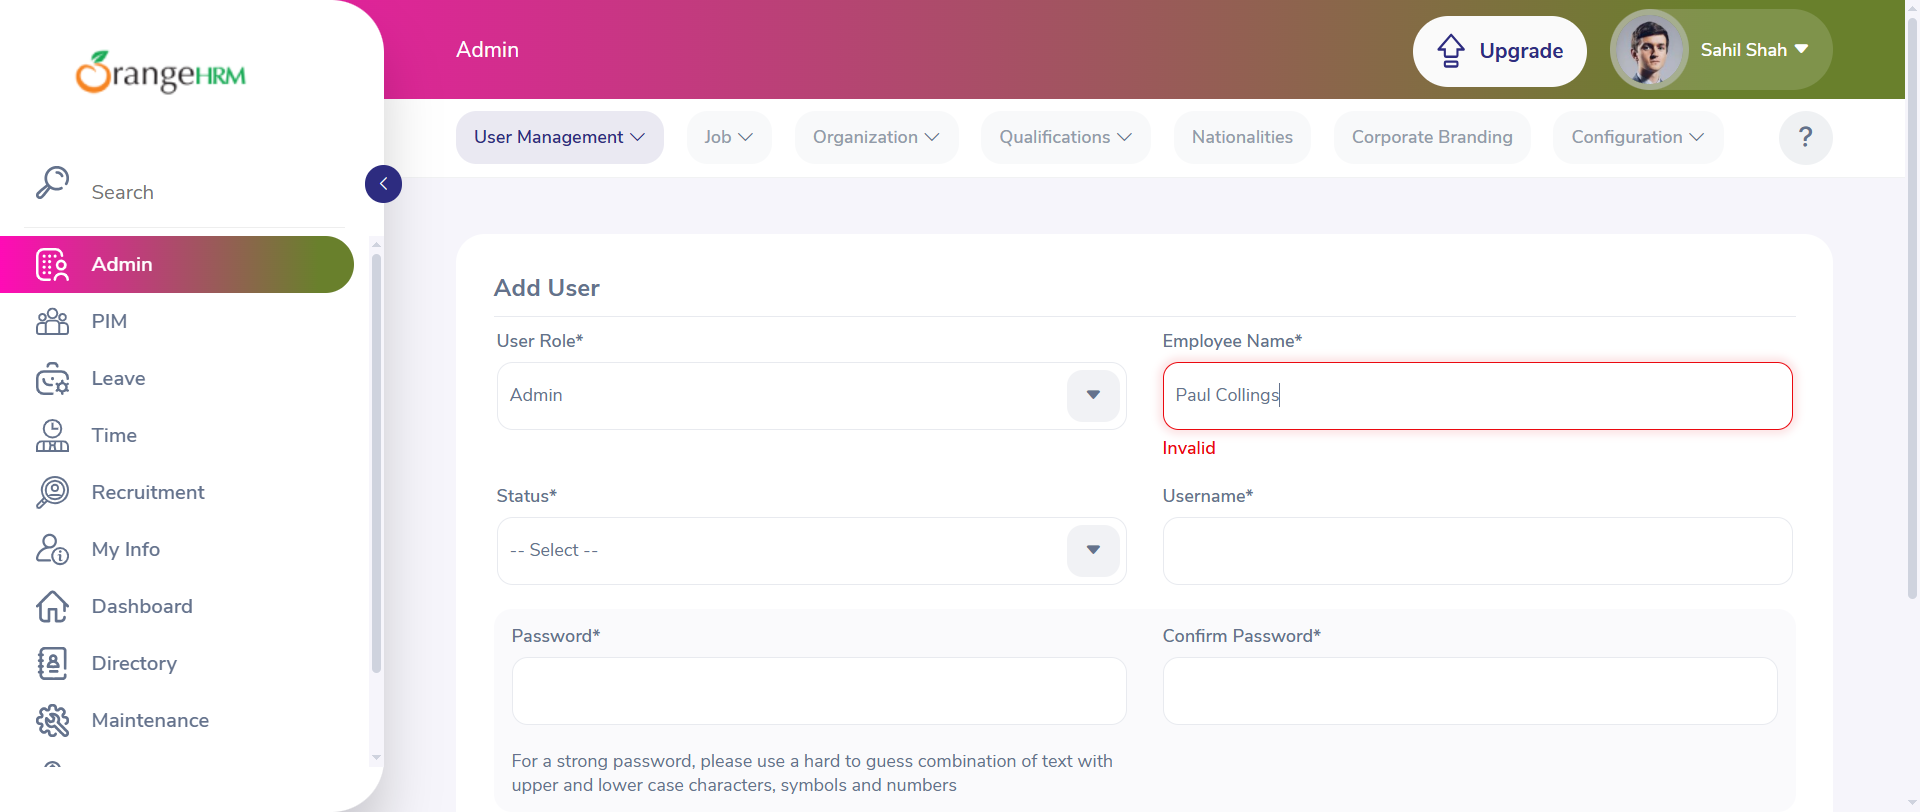 OrangeHRM
Admin
Upgrade
Sahil Shah
User Management
Job
Organization
Qualifications
Nationalities
Corporate Branding
Configuration
?
Search
Admin
PIM
Leave
Time
Recruitment
My Info
Dashboard
Directory
Maintenance
Add User
User Role*
Employee Name*
Admin
Paul Collings
Invalid
Status*
Username*
-- Select --
Password*
Confirm Password*
For a strong password, please use a hard to guess combination of text with
upper and lower case characters, symbols and numbers